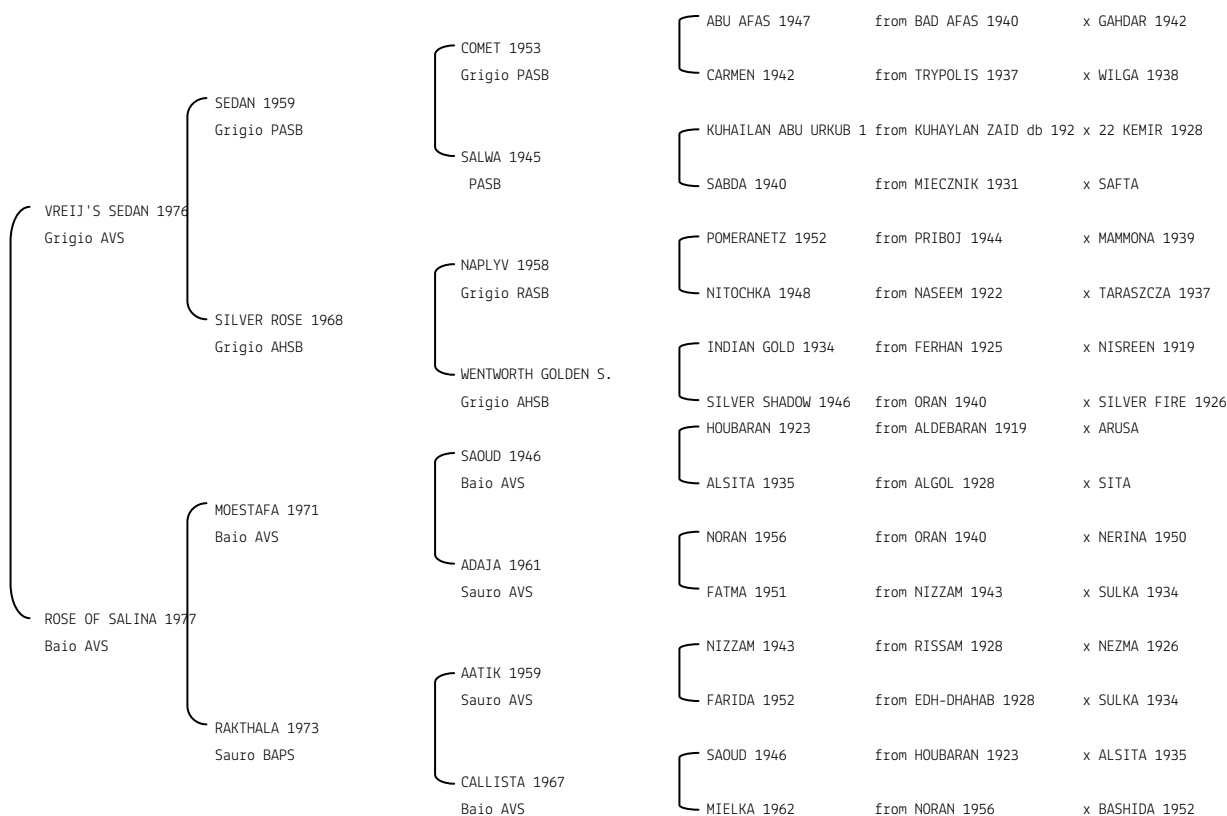 ABU AFAS 1947 from BAD AFAS 1940 x GAHDAR 1942
COMET 1953
Grigio PASB
CARMEN 1942 from TRYPOLIS 1937 x WILGA 1938
SEDAN 1959
Grigio PASB
KUHAILAN ABU URKUB 1 from KUHAYLAN ZAID db 192 x 22 KEMIR 1928
SALWA 1945
PASB
SABDA 1940 from MIECZNIK 1931 x SAFTA
VREIJ'S SEDAN 1976
Grigio AVS
POMERANETZ 1952 from PRIBOJ 1944 x MAMMONA 1939
NAPLYV 1958
Grigio RASB
NITOCHKA 1948 from NASEEM 1922 x TARASZCZA 1937
SILVER ROSE 1968
Grigio AHSB
INDIAN GOLD 1934 from FERHAN 1925 x NISREEN 1919
WENTWORTH GOLDEN S.
Grigio AHSB
SILVER SHADOW 1946 from ORAN 1940 x SILVER FIRE 1926
HOUBARAN 1923 from ALDEBARAN 1919 x ARUSA
SAOUD 1946
Baio AVS
ALSITA 1935 from ALGOL 1928 x SITA
MOESTAFA 1971
Baio AVS
NORAN 1956 from ORAN 1940 x NERINA 1950
ADAJA 1961
Sauro AVS
FATMA 1951 from NIZZAM 1943 x SULKA 1934
ROSE OF SALINA 1977
Baio AVS
NIZZAM 1943 from RISSAM 1928 x NEZMA 1926
AATIK 1959
Sauro AVS
FARIDA 1952 from EDH-DHAHAB 1928 x SULKA 1934
RAKTHALA 1973
Sauro BAPS
SAOUD 1946 from HOUBARAN 1923 x ALSITA 1935
CALLISTA 1967
Baio AVS
MIELKA 1962 from NORAN 1956 x BASHIDA 1952